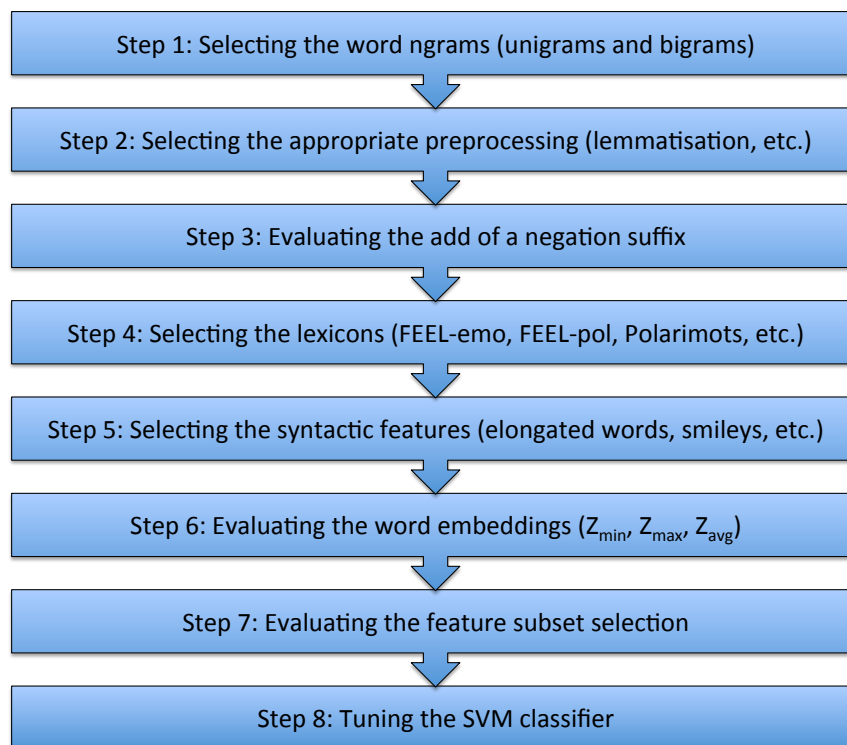 Step 1: Selecting the word ngrams (unigrams and bigrams)
Step 2: Selecting the appropriate preprocessing (lemmatisation, etc.)
Step 3: Evaluating the add of a negation suffix
Step 4: Selecting the lexicons (FEEL-emo, FEEL-pol, Polarimots, etc.)
Step 5: Selecting the syntactic features (elongated words, smileys, etc.)
Step 6: Evaluating the word embeddings (Zmin, Zmax, Zavg)
Step 7: Evaluating the feature subset selection
Step 8: Tuning the SVM classifier